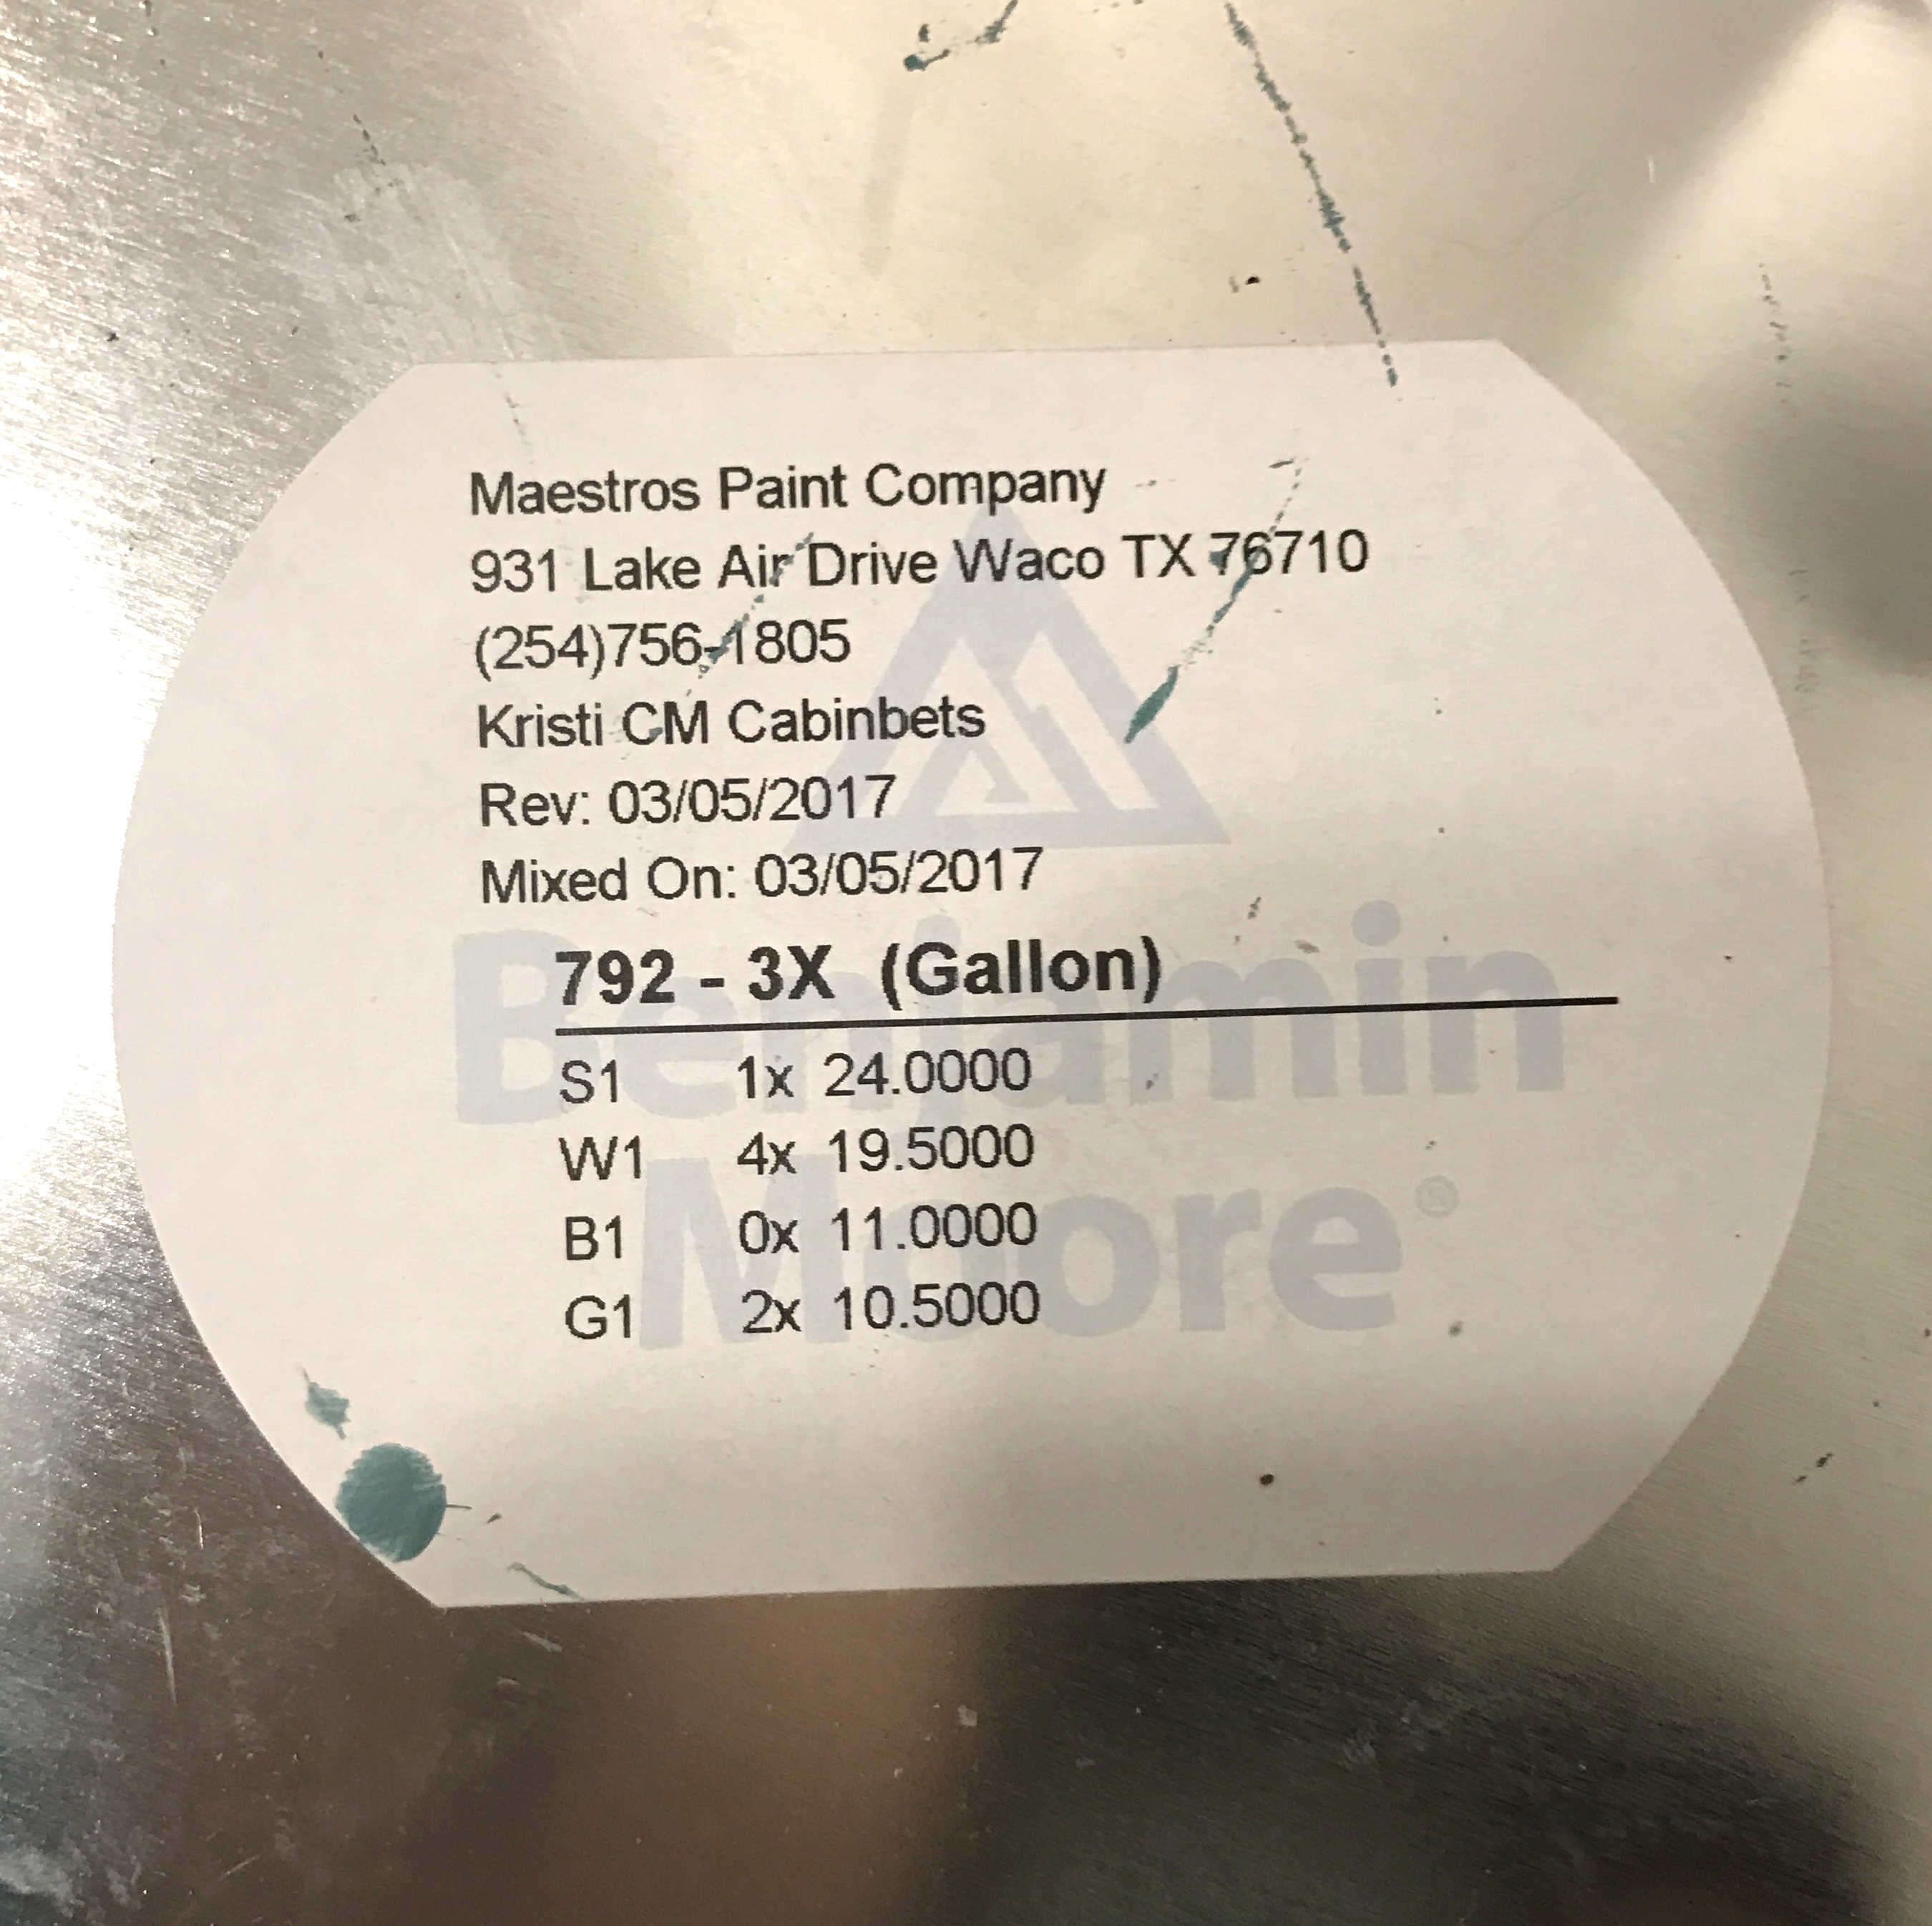 Maestros Paint Company
931 Lake Air Drive Waco TX 76710
(254)756-1805
Kristi CM Cabinbets
Rev: 03/05/2017
Mixed On: 03/05/2017
792 - 3X (Gallon)
S1 1x 24.0000
W1 4x 19.5000
B1 0x 11.0000
G1 2x 10.5000
Benjamin
Moore®